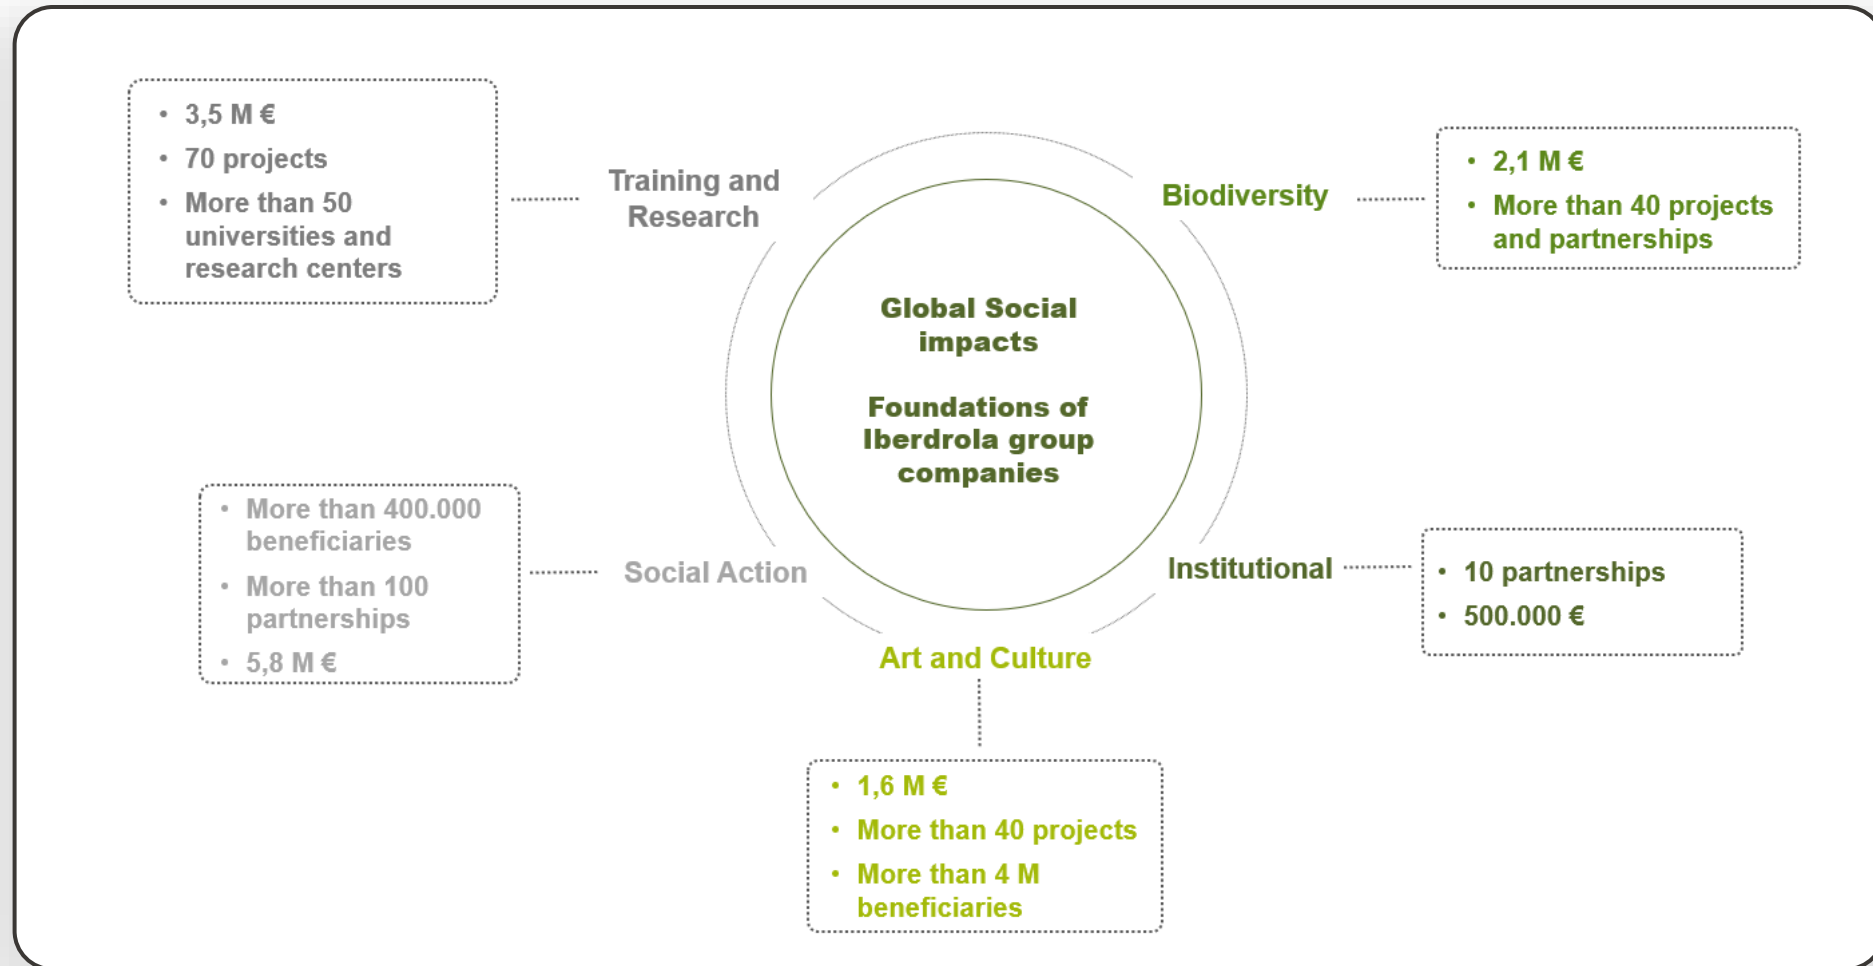 • 3,5 M €
• 70 projects
• More than 50
universities and
research centers
Training and
Research
Biodiversity
• 2,1 M €
• More than 40 projects
and partnerships
Global Social
impacts
Foundations of
Iberdrola group
companies
• More than 400.000
beneficiaries
• More than 100
partnerships
• 5,8 M €
Social Action
Institutional
• 10 partnerships
• 500.000 €
Art and Culture
• 1,6 M €
• More than 40 projects
• More than 4 M
beneficiaries